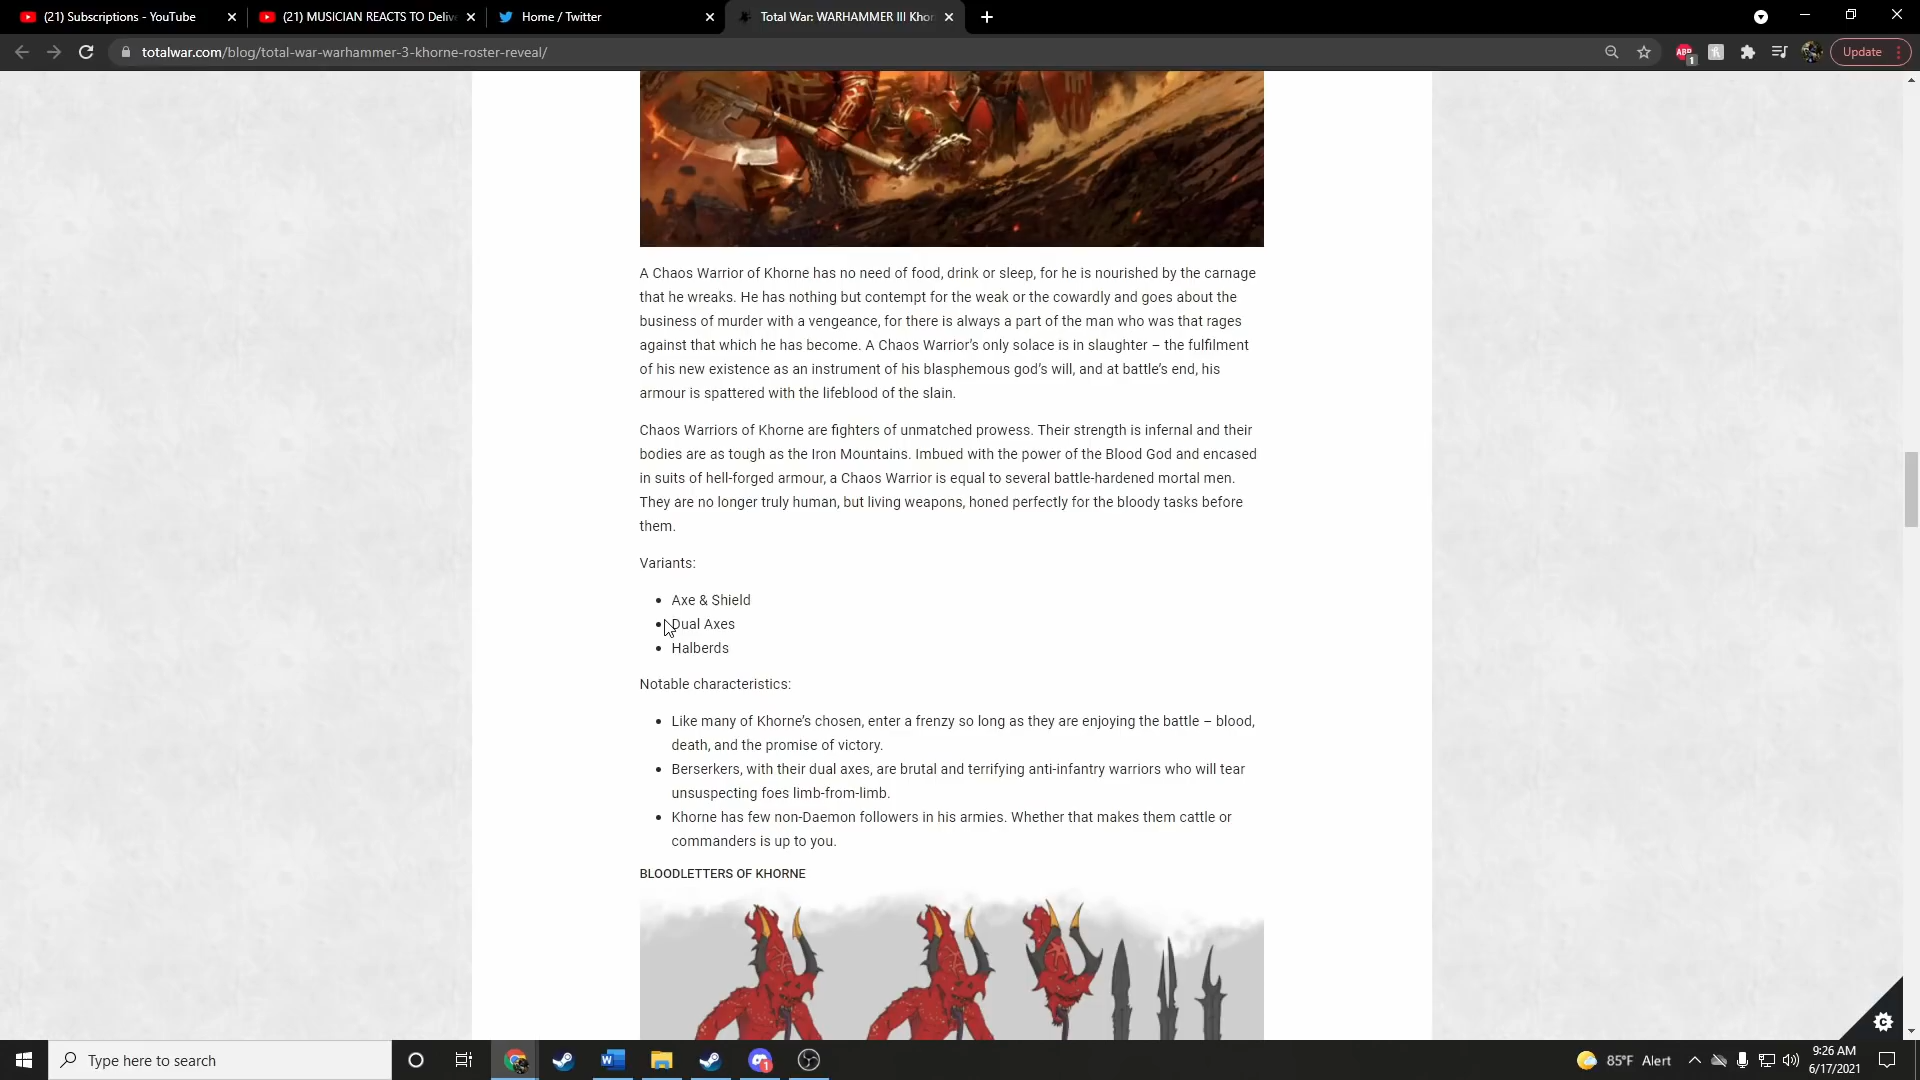 (21) Subscriptions - YouTube
(21) MUSICIAN REACTS TO Delive
Home / Twitter
Total War: WARHAMMER III Khor
totalwar.com/blog/total-war-warhammer-3-khorne-roster-reveal/
ABP
1
Update
A Chaos Warrior of Khorne has no need of food, drink or sleep, for he is nourished by the carnage
that he wreaks. He has nothing but contempt for the weak or the cowardly and goes about the
business of murder with a vengeance, for there is always a part of the man who was that rages
against that which he has become. A Chaos Warrior’s only solace is in slaughter – the fulfilment
of his new existence as an instrument of his blasphemous god’s will, and at battle’s end, his
armour is spattered with the lifeblood of the slain.
Chaos Warriors of Khorne are fighters of unmatched prowess. Their strength is infernal and their
bodies are as tough as the Iron Mountains. Imbued with the power of the Blood God and encased
in suits of hell-forged armour, a Chaos Warrior is equal to several battle-hardened mortal men.
They are no longer truly human, but living weapons, honed perfectly for the bloody tasks before
them.
Variants:
• Axe & Shield
• Dual Axes
• Halberds
Notable characteristics:
• Like many of Khorne’s chosen, enter a frenzy so long as they are enjoying the battle – blood,
death, and the promise of victory.
• Berserkers, with their dual axes, are brutal and terrifying anti-infantry warriors who will tear
unsuspecting foes limb-from-limb.
• Khorne has few non-Daemon followers in his armies. Whether that makes them cattle or
commanders is up to you.
BLOODLETTERS OF KHORNE
Type here to search
85°F Alert
9:26 AM
6/17/2021